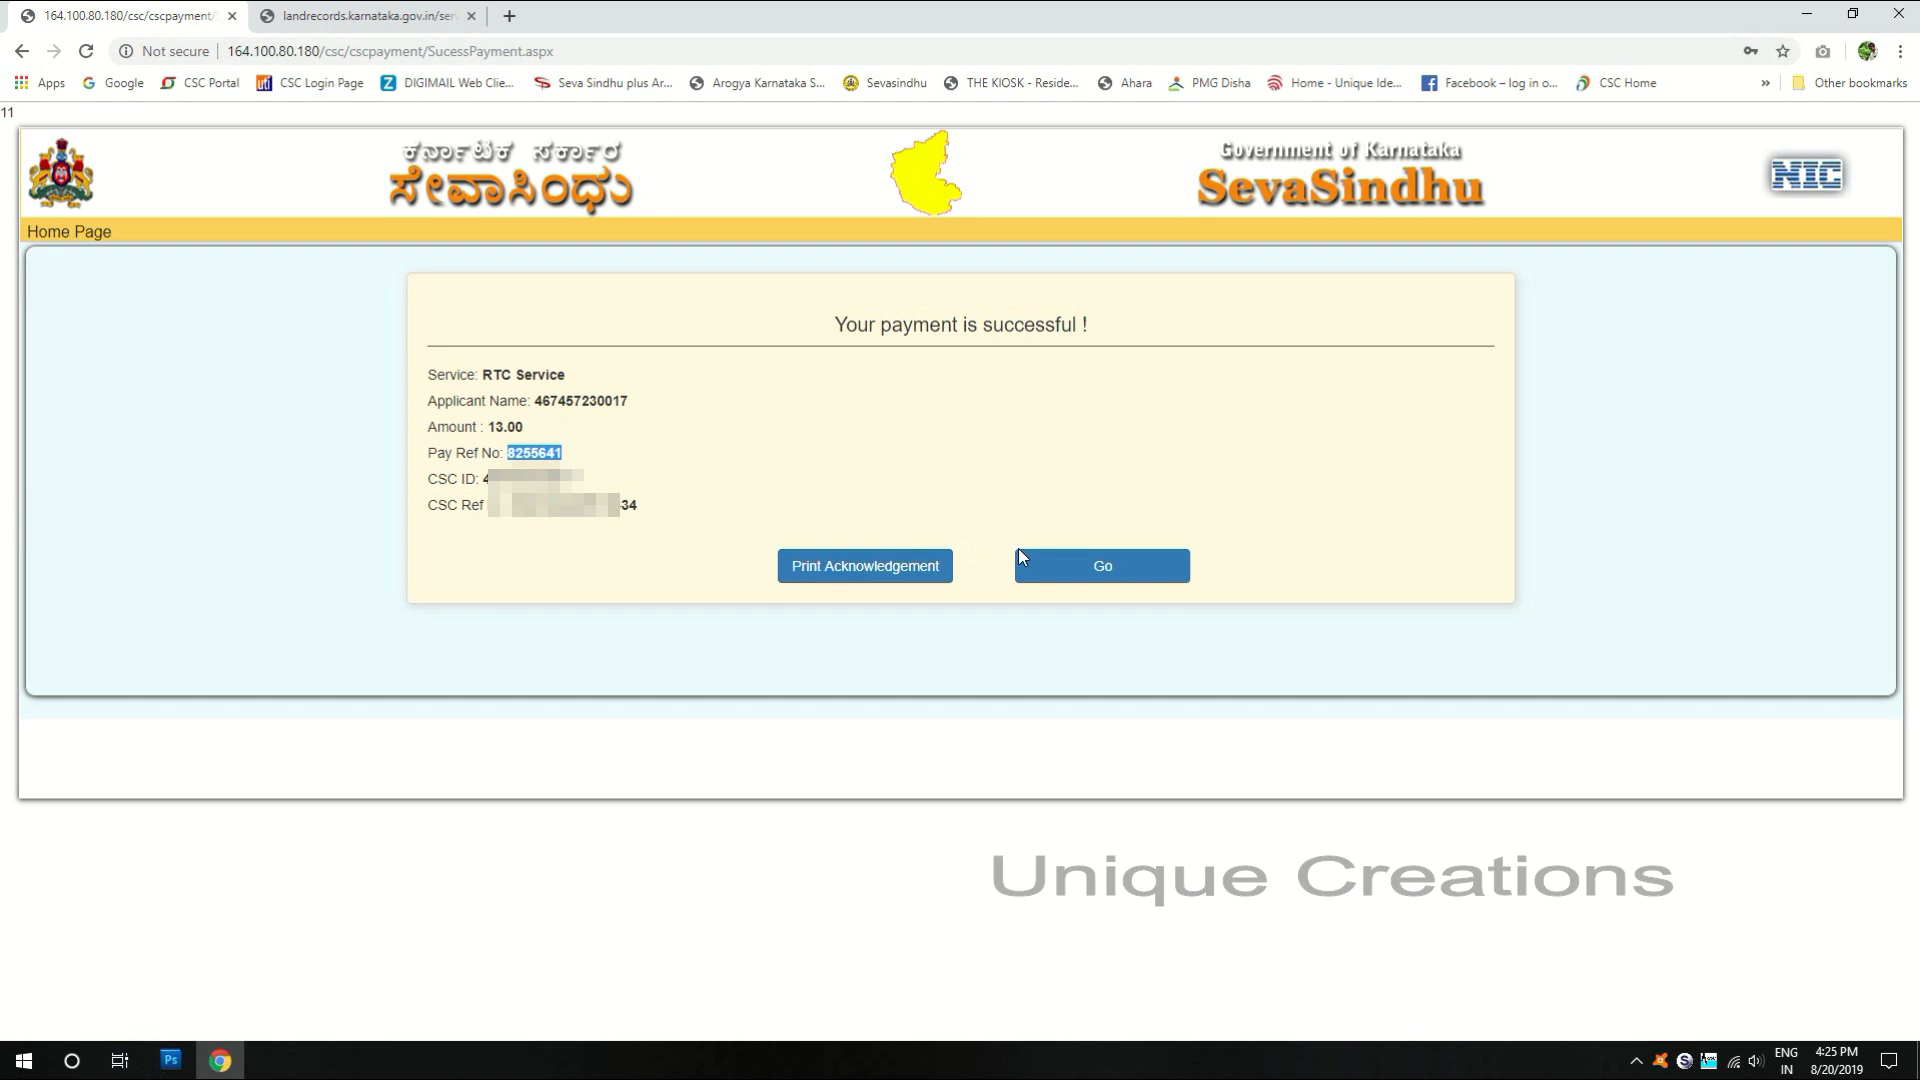 164.100.80.180/csc/cscpayment/
landrecords.karnataka.gov.in/ser
Not secure
164.100.80.180/csc/cscpayment/SucessPayment.aspx
Apps
Google
CSC Portal
CSC Login Page
DIGIMAIL Web Clie...
Seva Sindhu plus Ar...
Arogya Karnataka S...
Sevasindhu
THE KIOSK - Reside...
Ahara
PMG Disha
Home - Unique Ide...
Facebook – log in o...
CSC Home
»
Other bookmarks
11
ಕರ್ನಾಟಕ ಸರ್ಕಾರ
ಸೇವಾಸಿಂಧು
Government of Karnataka
SevaSindhu
NIC
Home Page
Your payment is successful !
Service: RTC Service
Applicant Name: 467457230017
Amount : 13.00
Pay Ref No: 8255641
CSC ID:
CSC Ref 34
Print Acknowledgement
Go
Unique Creations
Ps
ENG
IN
4:25 PM
8/20/2019